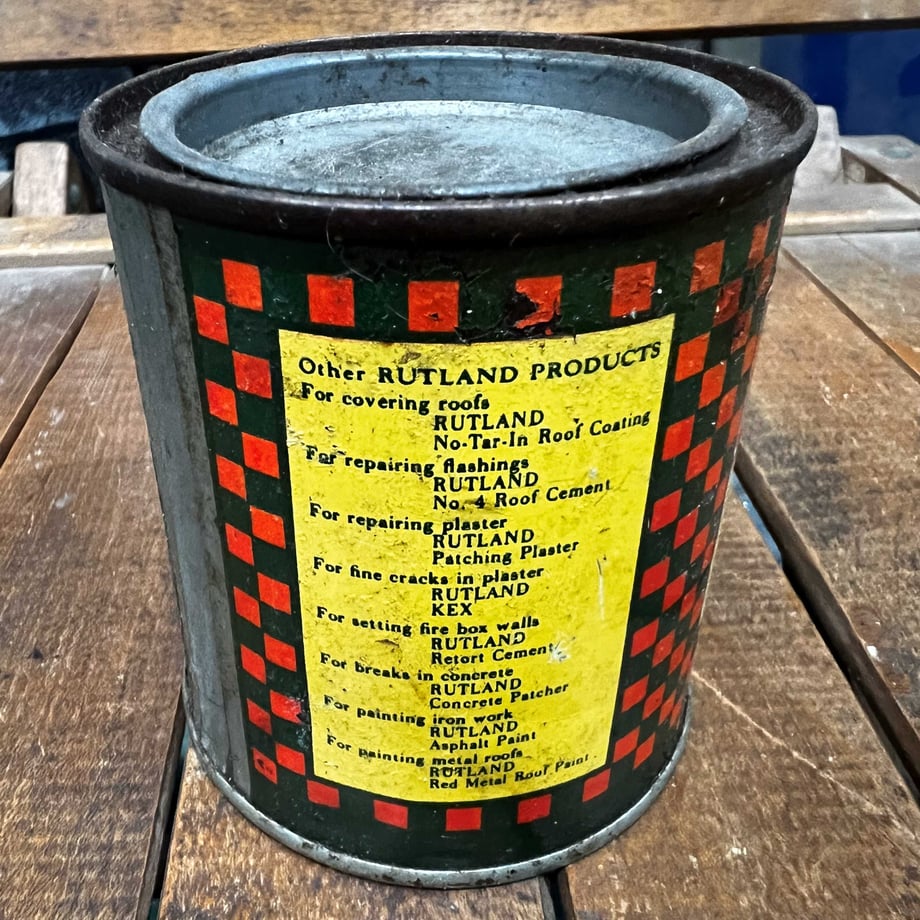 Other RUTLAND PRODUCTS
For covering roofs
RUTLAND
No-Tar-In Roof Coating
For repairing flashings
RUTLAND
No. 4 Roof Cement
For repairing plaster
RUTLAND
Patching Plaster
For fine cracks in plaster
RUTLAND
KEX
For setting fire box walls
RUTLAND
Retort Cement
For breaks in concrete
RUTLAND
Concrete Patcher
For painting iron work
RUTLAND
Asphalt Paint
For painting metal roofs
RUTLAND
Red Metal Roof Paint